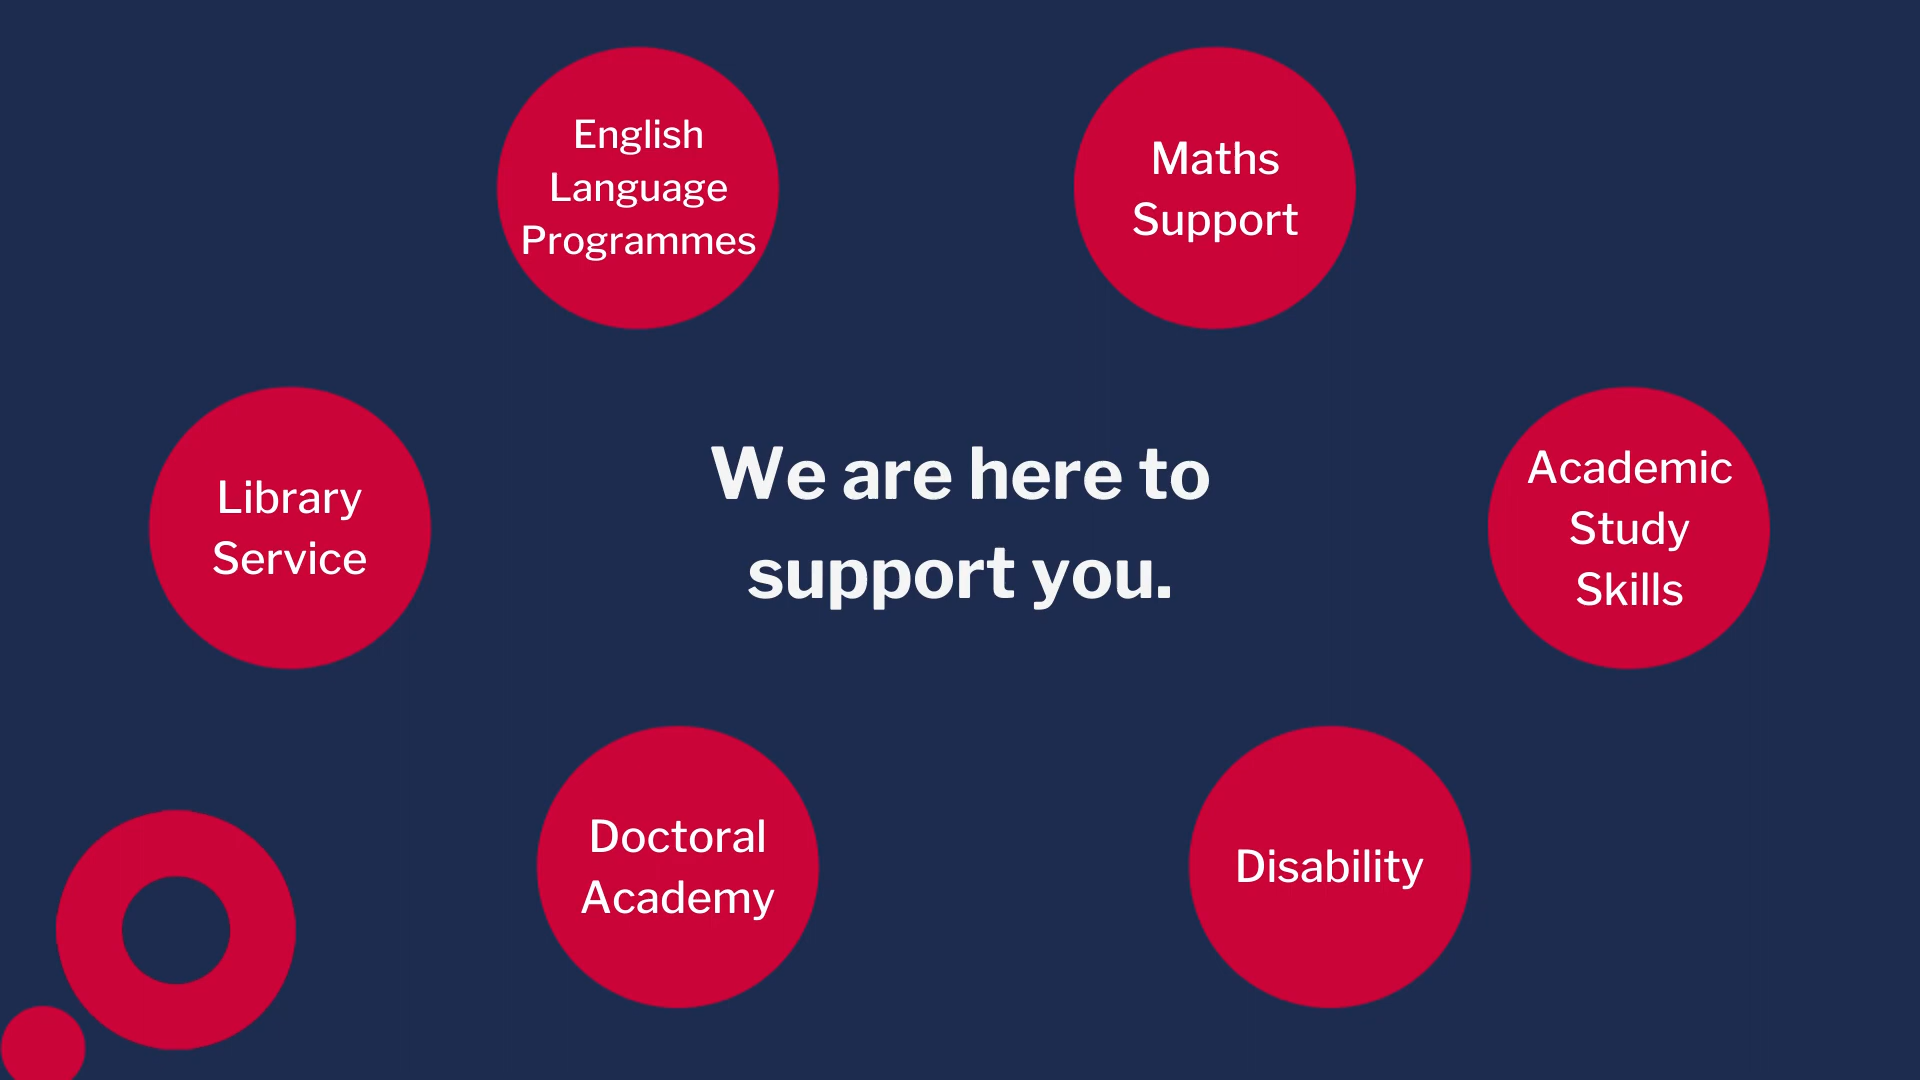 English
Language
Programmes
Maths
Support
Library
Service
We are here to
support you.
Academic
Study
Skills
Doctoral
Academy
Disability